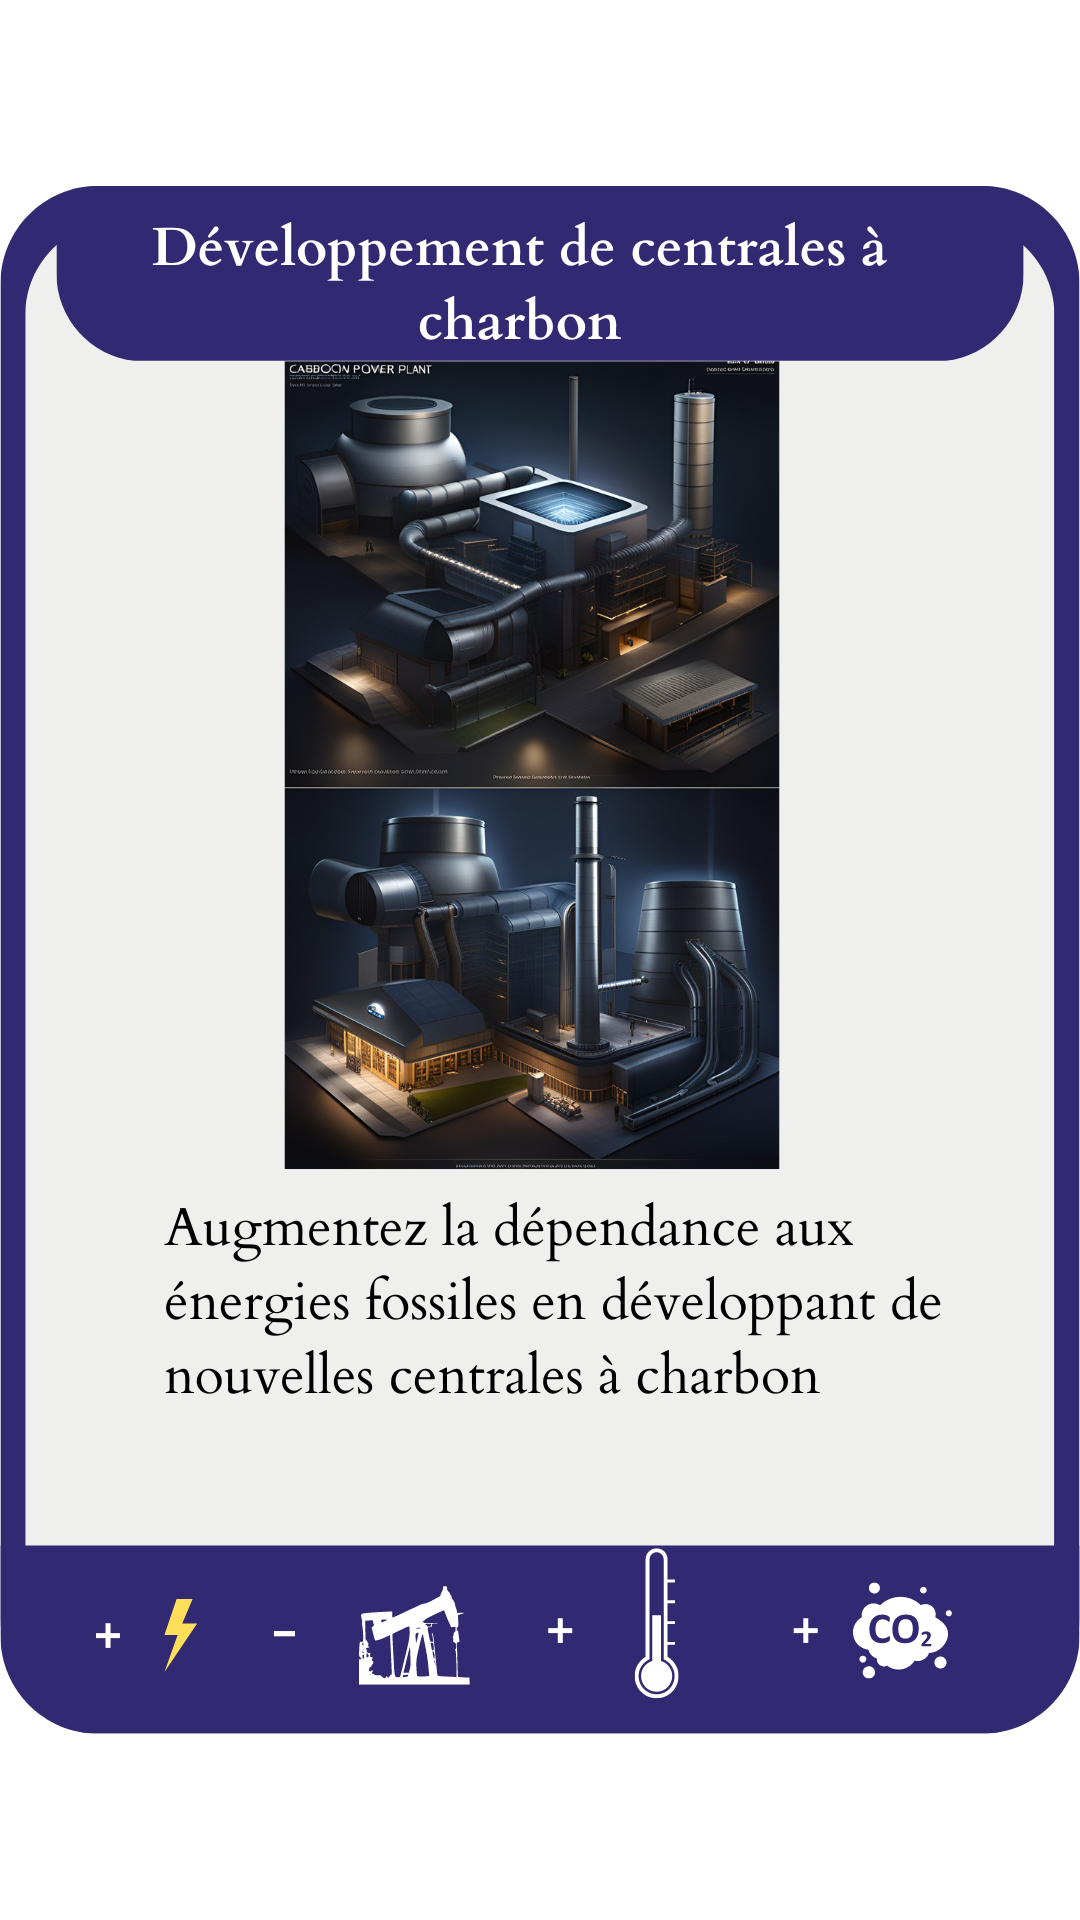 Développement de centrales à
charbon
CABBOCIN POVER PLANT
Augmentez la dépendance aux
énergies fossiles en développant de
nouvelles centrales à charbon
+ - + + CO₂